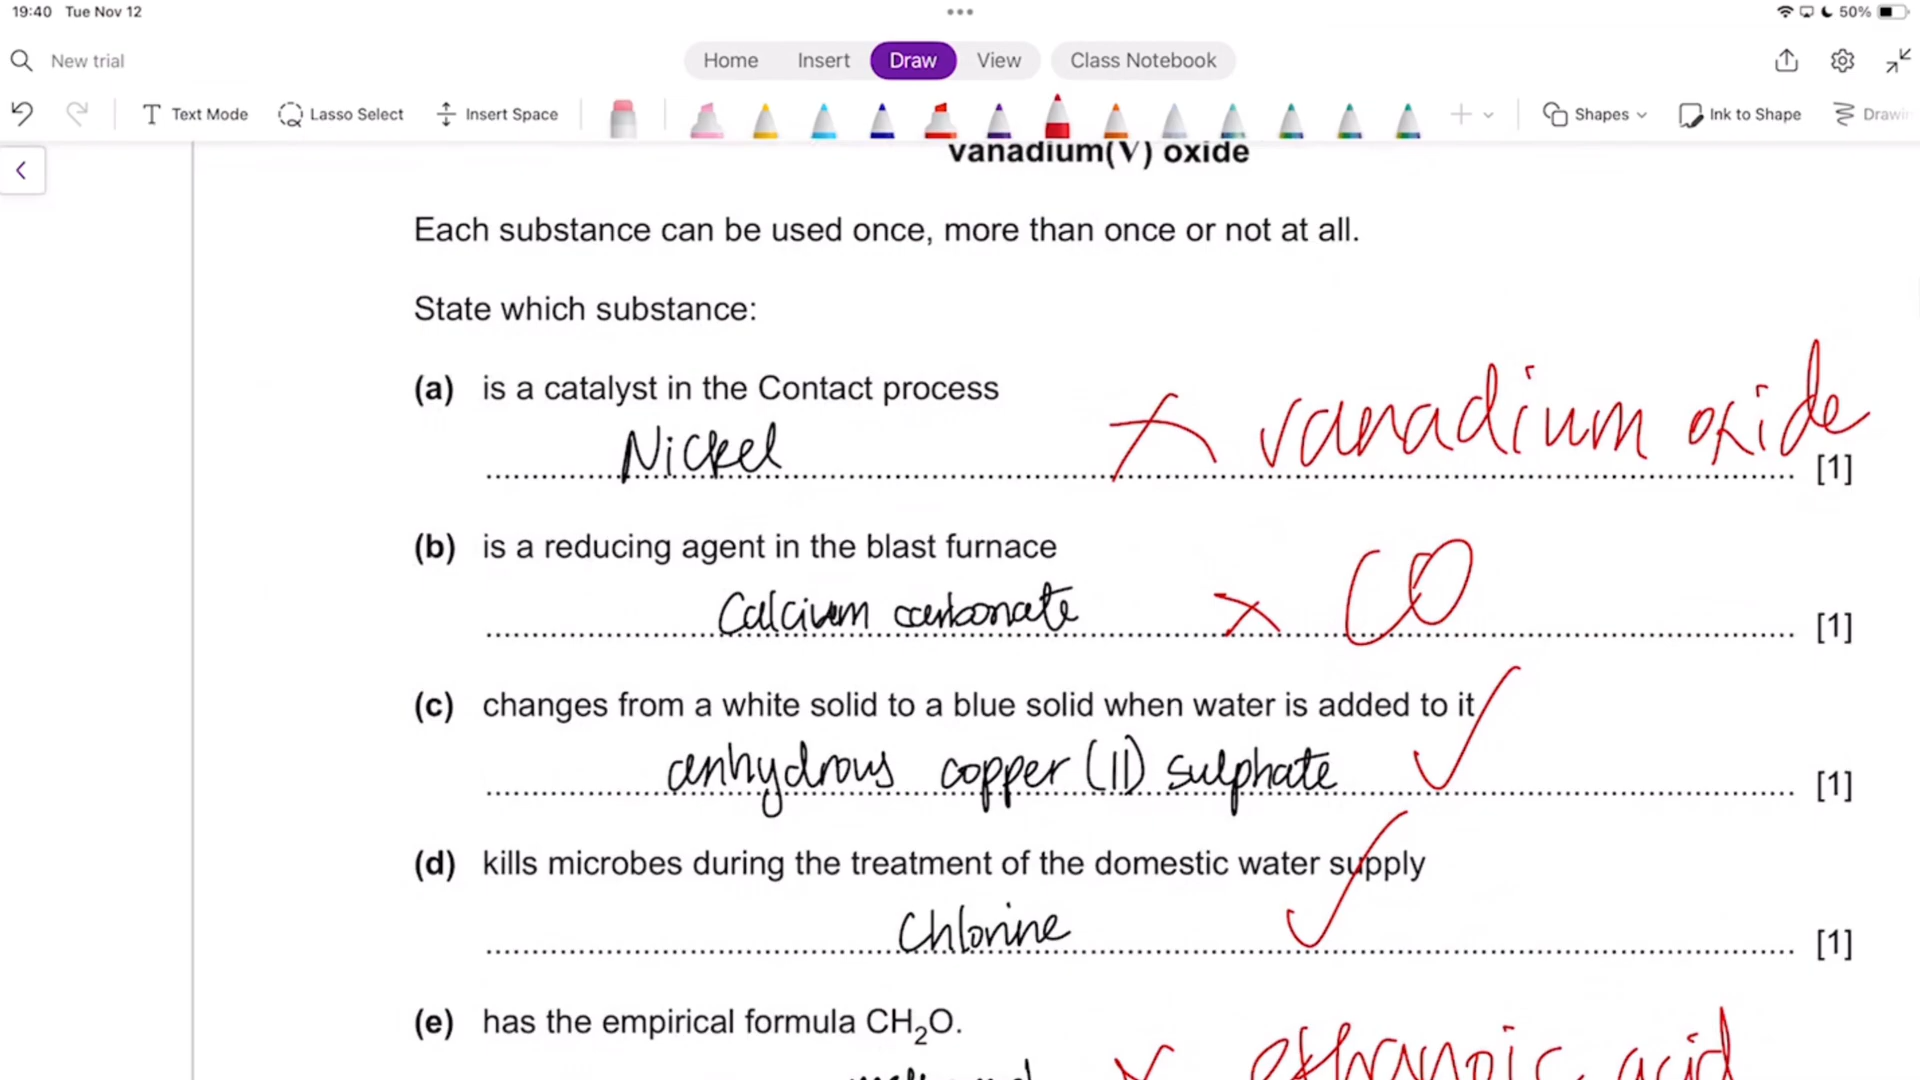 19:40 Tue Nov 12 50%
New trial Home Insert Draw View Class Notebook
Text Mode Lasso Select Insert Space Shapes Ink to Shape Drawin
vanadium(V) oxide
Each substance can be used once, more than once or not at all.
State which substance:
(a) is a catalyst in the Contact process
Nickel vanadium oxide [1]
(b) is a reducing agent in the blast furnace
Calcium carbonate CO [1]
(c) changes from a white solid to a blue solid when water is added to it
anhydrous copper (II) sulphate [1]
(d) kills microbes during the treatment of the domestic water supply
Chlorine [1]
(e) has the empirical formula CH₂O.
ethanoic acid